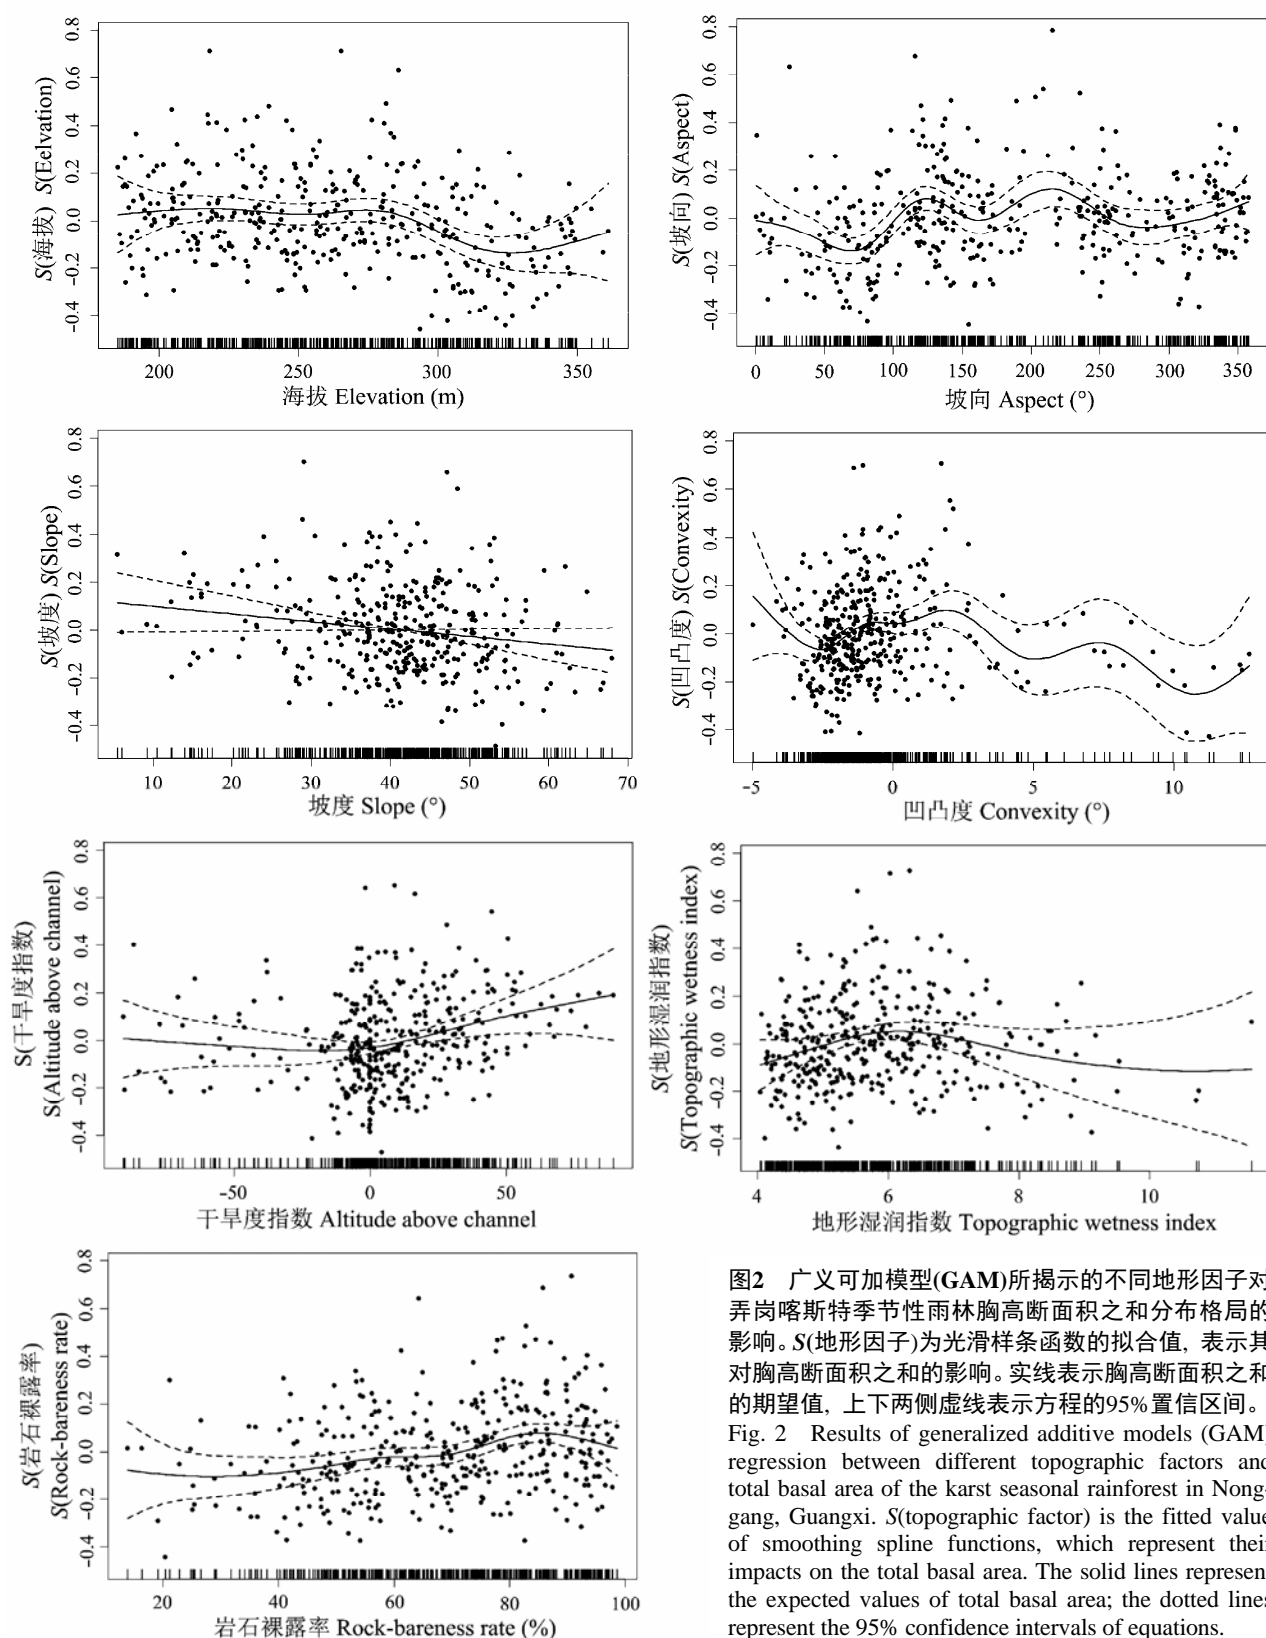 0.8
0.6
0.4
0.2
0.0
-0.2
-0.4
S(海拔) S(Eelvation)
200 250 300 350
海拔 Elevation (m)
0.8
0.6
0.4
0.2
0.0
-0.2
-0.4
S(坡向) S(Aspect)
0 50 100 150 200 250 300 350
坡向 Aspect (°)
0.8
0.6
0.4
0.2
0.0
-0.2
-0.4
S(坡度) S(Slope)
10 20 30 40 50 60 70
坡度 Slope (°)
0.8
0.6
0.4
0.2
0.0
-0.2
-0.4
S(凹凸度) S(Convexity)
-5 0 5 10
凹凸度 Convexity (°)
0.8
0.6
0.4
0.2
0.0
-0.2
-0.4
S(干旱度指数)
S(Altitude above channel)
-50 0 50
干旱度指数 Altitude above channel
0.8
0.6
0.4
0.2
0.0
-0.2
-0.4
S(地形湿润指数)
S(Topographic wetness index)
4 6 8 10
地形湿润指数 Topographic wetness index
0.8
0.6
0.4
0.2
0.0
-0.2
-0.4
S(岩石裸露率)
S(Rock-bareness rate)
20 40 60 80 100
岩石裸露率 Rock-bareness rate (%)
图2 广义可加模型(GAM)所揭示的不同地形因子对
弄岗喀斯特季节性雨林胸高断面积之和分布格局的
影响。S(地形因子)为光滑样条函数的拟合值, 表示其
对胸高断面积之和的影响。实线表示胸高断面积之和
的期望值, 上下两侧虚线表示方程的95%置信区间。
Fig. 2 Results of generalized additive models (GAM)
regression between different topographic factors and
total basal area of the karst seasonal rainforest in Nong-
gang, Guangxi. S(topographic factor) is the fitted value
of smoothing spline functions, which represent their
impacts on the total basal area. The solid lines represent
the expected values of total basal area; the dotted lines
represent the 95% confidence intervals of equations.